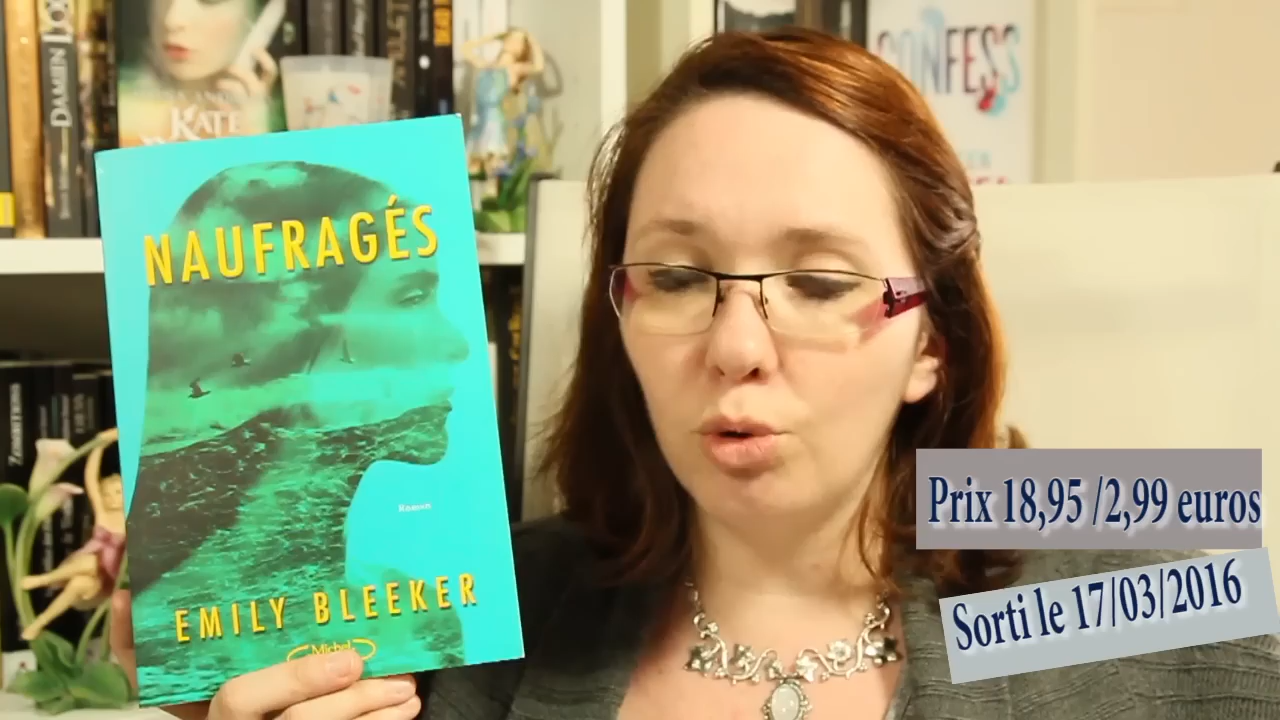 DAMIEN
KATE
CONFESS
NAUFRAGÉS
Roman
EMILY BLEEKER
Michel
Prix 18,95 /2,99 euros
Sorti le 17/03/2016